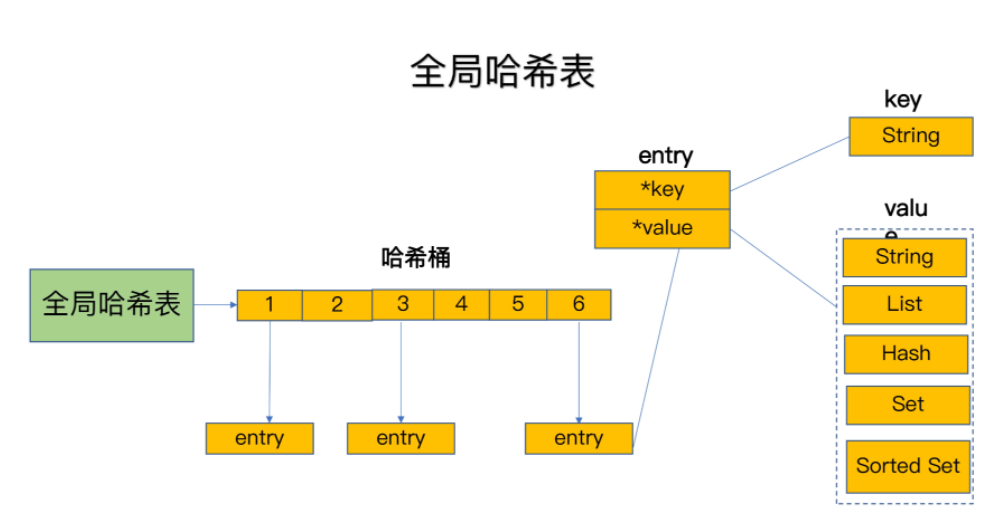 全局哈希表
key
String
entry
*key
*value
valu
e
String
哈希桶
全局哈希表
1 2 3 4 5 6
List
Hash
Set
entry entry entry
Sorted Set